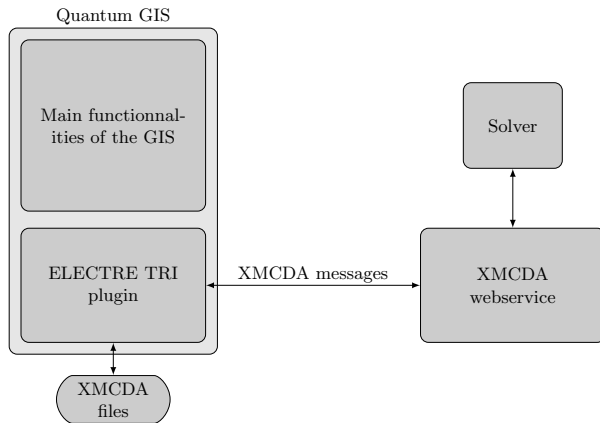 Quantum GIS
Main functionnal-
ities of the GIS
Solver
ELECTRE TRI
plugin
XMCDA messages
XMCDA
webservice
XMCDA
files